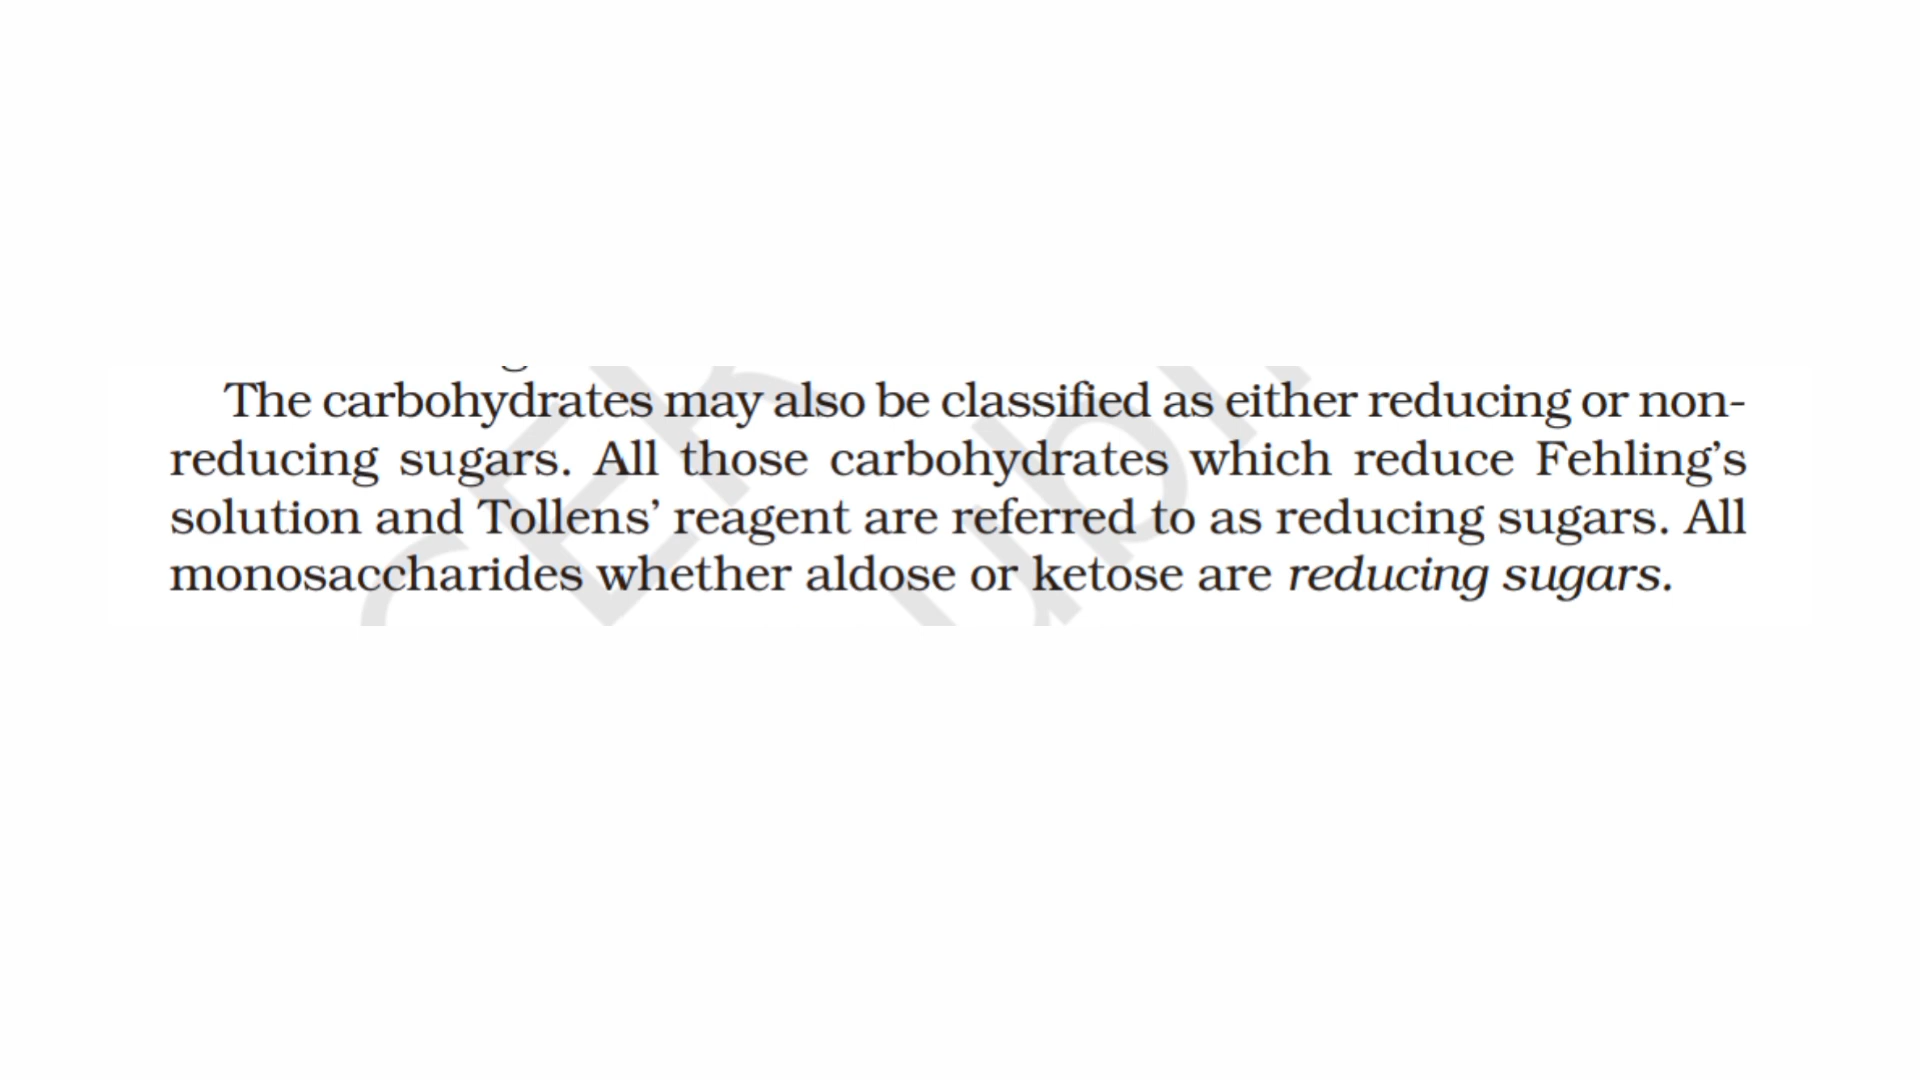 The carbohydrates may also be classified as either reducing or non-
reducing sugars. All those carbohydrates which reduce Fehling’s
solution and Tollens’ reagent are referred to as reducing sugars. All
monosaccharides whether aldose or ketose are reducing sugars.